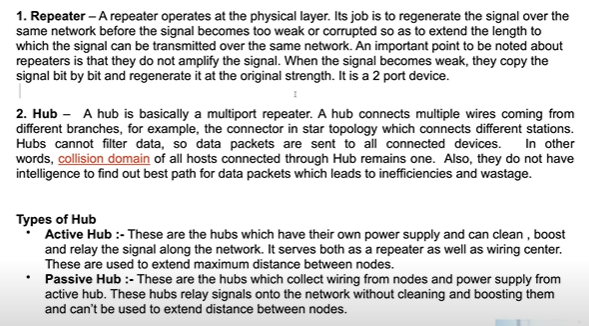 1. Repeater – A repeater operates at the physical layer. Its job is to regenerate the signal over the
same network before the signal becomes too weak or corrupted so as to extend the length to
which the signal can be transmitted over the same network. An important point to be noted about
repeaters is that they do not amplify the signal. When the signal becomes weak, they copy the
signal bit by bit and regenerate it at the original strength. It is a 2 port device.
2. Hub – A hub is basically a multiport repeater. A hub connects multiple wires coming from
different branches, for example, the connector in star topology which connects different stations.
Hubs cannot filter data, so data packets are sent to all connected devices. In other
words, collision domain of all hosts connected through Hub remains one. Also, they do not have
intelligence to find out best path for data packets which leads to inefficiencies and wastage.
Types of Hub
• Active Hub :- These are the hubs which have their own power supply and can clean , boost
and relay the signal along the network. It serves both as a repeater as well as wiring center.
These are used to extend maximum distance between nodes.
• Passive Hub :- These are the hubs which collect wiring from nodes and power supply from
active hub. These hubs relay signals onto the network without cleaning and boosting them
and can't be used to extend distance between nodes.